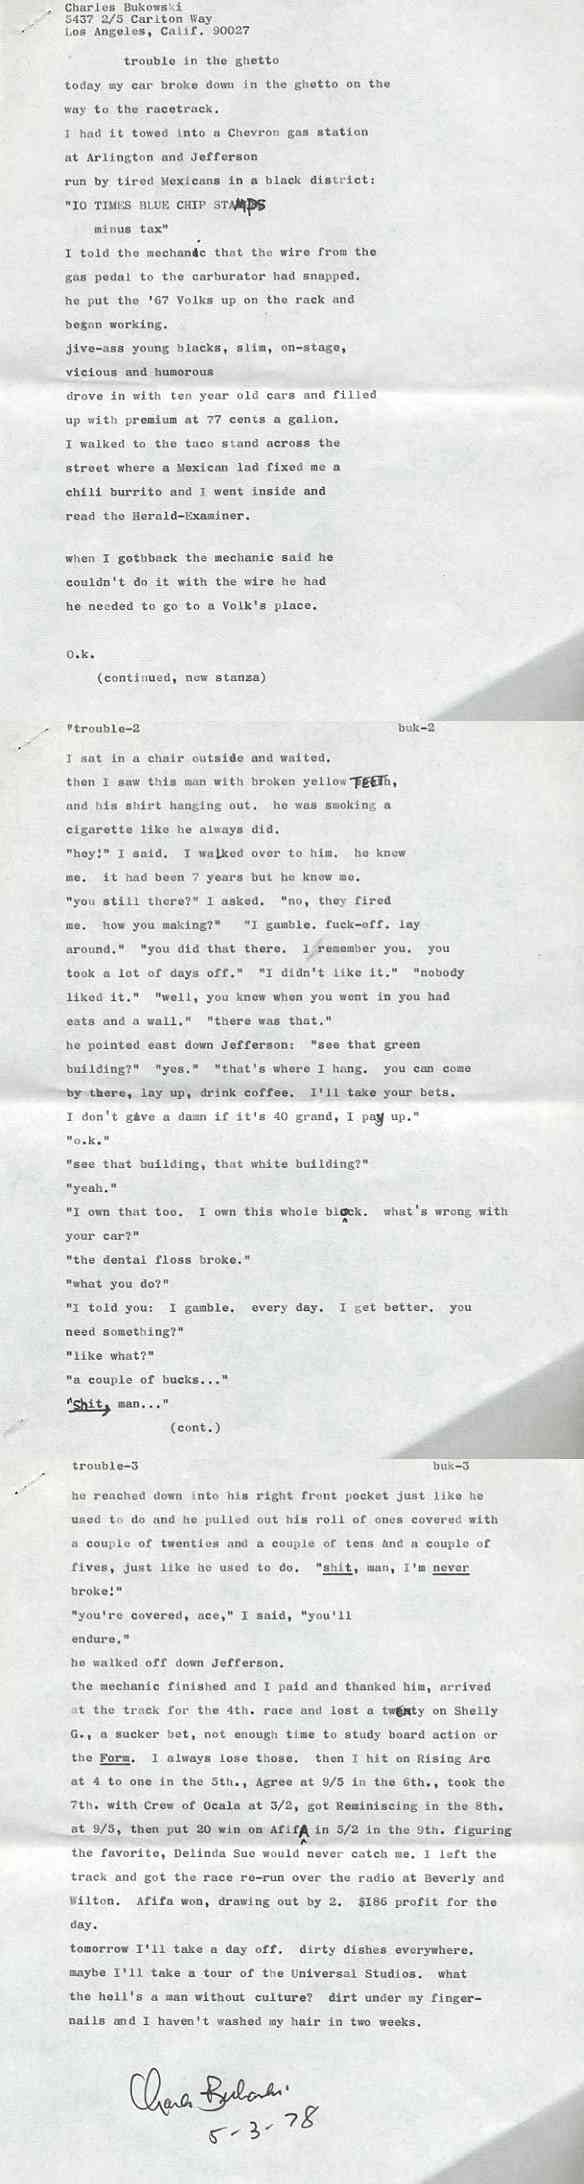 Charles Bukowski
5437 2/5 Carlton Way
Los Angeles, Calif. 90027
trouble in the ghetto
today my car broke down in the ghetto on the
way to the racetrack.
I had it towed into a Chevron gas station
at Arlington and Jefferson
run by tired Mexicans in a black district:
"IO TIMES BLUE CHIP STAMPS
minus tax"
I told the mechanic that the wire from the
gas pedal to the carburator had snapped.
he put the '67 Volks up on the rack and
began working.
jive-ass young blacks, slim, on-stage,
vicious and humorous
drove in with ten year old cars and filled
up with premium at 77 cents a gallon.
I walked to the taco stand across the
street where a Mexican lad fixed me a
chili burrito and I went inside and
read the Herald-Examiner.
when I gotbback the mechanic said he
couldn't do it with the wire he had
he needed to go to a Volk's place.
O.k.
(continued, new stanza)
"trouble-2 buk-2
I sat in a chair outside and waited.
then I saw this man with broken yellow TEETh,
and his shirt hanging out. he was smoking a
cigarette like he always did.
"hey!" I said. I walked over to him. he knew
me. it had been 7 years but he knew me.
"you still there?" I asked. "no, they fired
me. how you making?" "I gamble. fuck-off. lay
around." "you did that there. I remember you. you
took a lot of days off." "I didn't like it." "nobody
liked it." "well, you knew when you went in you had
eats and a wall." "there was that."
he pointed east down Jefferson: "see that green
building?" "yes." "that's where I hang. you can come
by there, lay up, drink coffee. I'll take your bets.
I don't give a damn if it's 40 grand, I pay up."
"o.k."
"see that building, that white building?"
"yeah."
"I own that too. I own this whole block. what's wrong with
your car?"
"the dental floss broke."
"what you do?"
"I told you: I gamble. every day. I get better. you
need something?"
"like what?"
"a couple of bucks..."
"Shit, man..."
(cont.)
trouble-3 buk-3
he reached down into his right front pocket just like he
used to do and he pulled out his roll of ones covered with
a couple of twenties and a couple of tens and a couple of
fives, just like he used to do. "shit, man, I'm never
broke!"
"you're covered, ace," I said, "you'll
endure."
he walked off down Jefferson.
the mechanic finished and I paid and thanked him, arrived
at the track for the 4th. race and lost a twenty on Shelly
G., a sucker bet, not enough time to study board action or
the Form. I always lose those. then I hit on Rising Arc
at 4 to one in the 5th., Agree at 9/5 in the 6th., took the
7th. with Crew of Ocala at 3/2, got Reminiscing in the 8th.
at 9/5, then put 20 win on AfifA in 5/2 in the 9th. figuring
the favorite, Delinda Sue would never catch me. I left the
track and got the race re-run over the radio at Beverly and
Wilton. Afifa won, drawing out by 2. $I86 profit for the
day.
tomorrow I'll take a day off. dirty dishes everywhere.
maybe I'll take a tour of the Universal Studios. what
the hell's a man without culture? dirt under my finger-
nails and I haven't washed my hair in two weeks.
Charles Bukowski
5-3-78